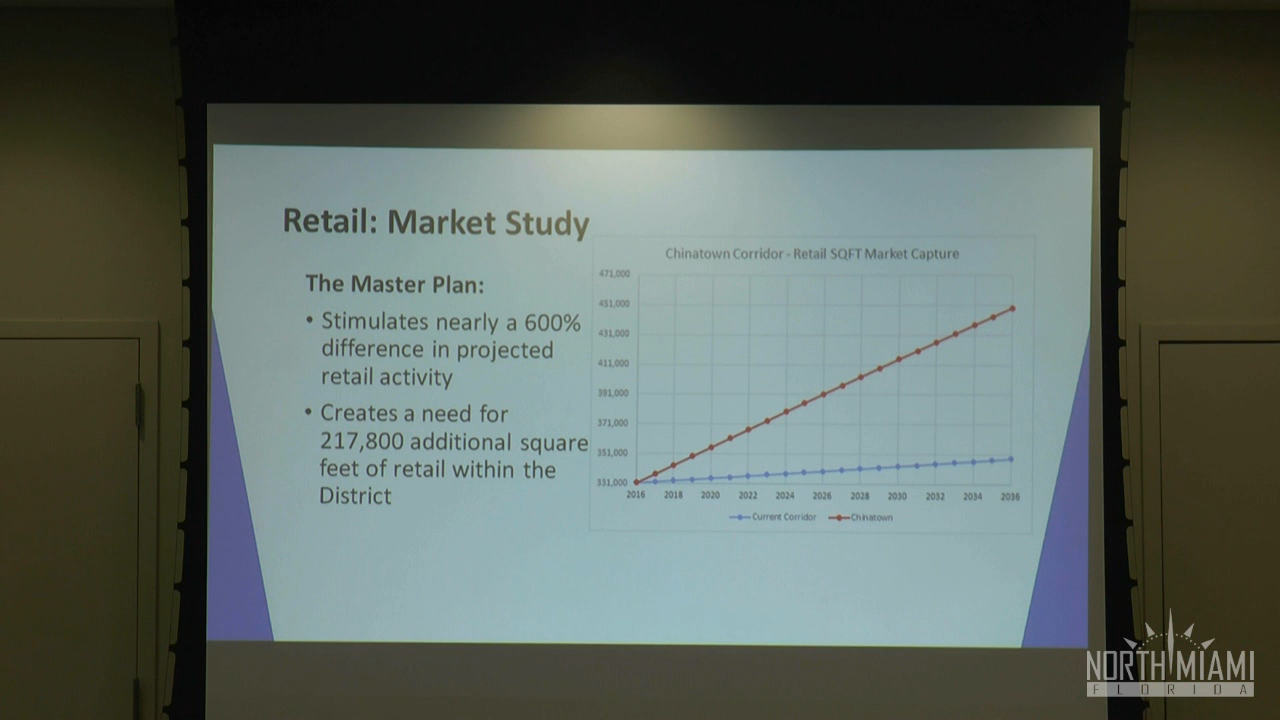 Retail: Market Study
The Master Plan:
• Stimulates nearly a 600%
difference in projected
retail activity
• Creates a need for
217,800 additional square
feet of retail within the
District
Chinatown Corridor - Retail SQFT Market Capture
471,000
451,000
431,000
411,000
391,000
371,000
351,000
331,000
2016 2018 2020 2022 2024 2026 2028 2030 2032 2034 2036
Current Corridor Chinatown
NORTH MIAMI
FLORIDA